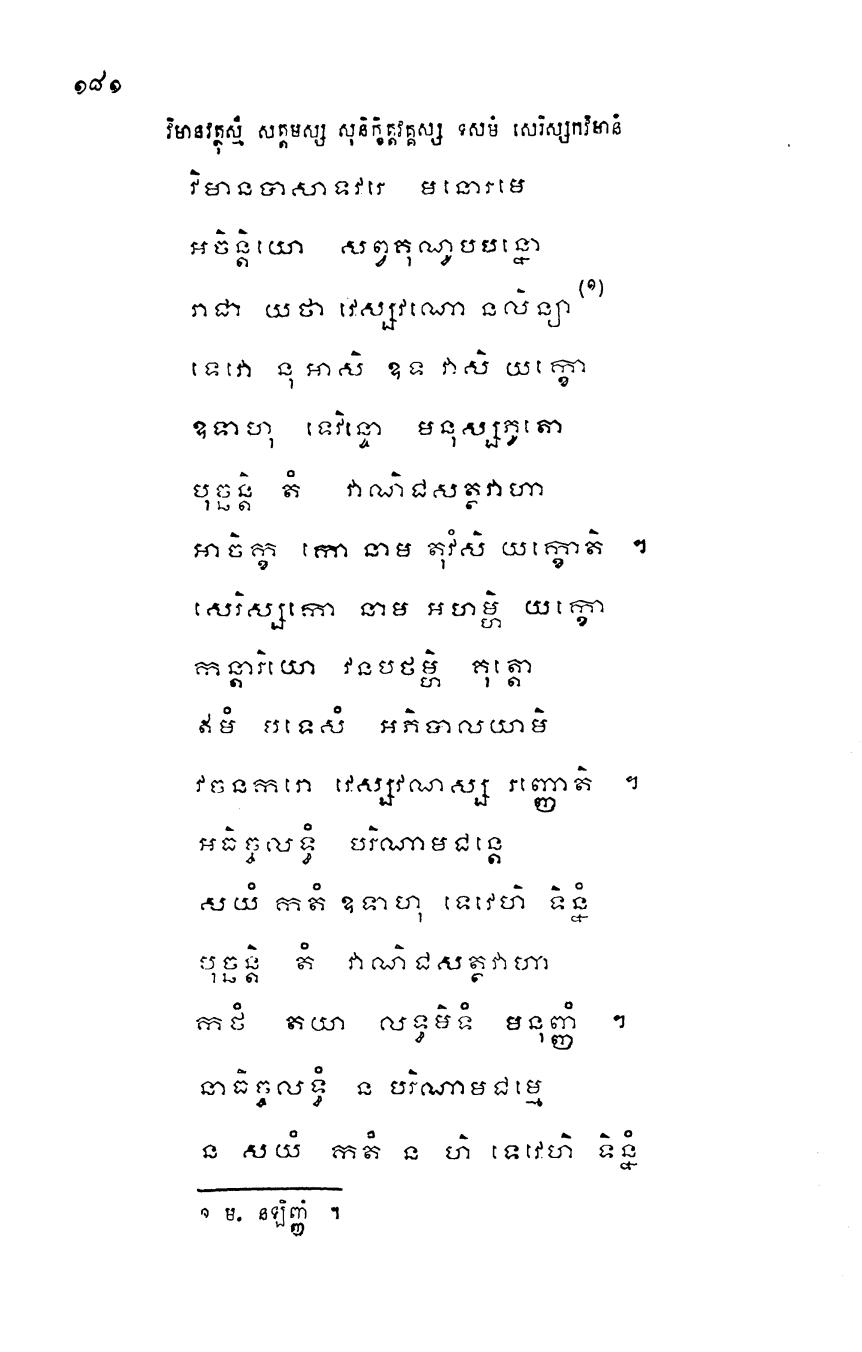 ១៨១
វិមានវត្ថុស្មឹ សត្តមស្ស សុនិក្ខិត្តវគ្គស្ស ទសមំ សេរិស្សកវិមានំ
វិមានបាសាទវរេ មនោរមេ
អចិន្តិយោ សព្វគុណូបបន្នោ
រាជា យថា វេស្សវណោ នលិន្យា (១)
ទេវោ នុ អាសិ ឧទ វាសិ យក្ខោ
ឧទាហុ ទេវិន្ទោ មនុស្សភូតោ
បុច្ឆន្តិ តំ វាណិជសត្ថវាហា
អាចិក្ខ កោ នាម តុវំសិ យក្ខោតិ ។
សេរិស្សកោ នាម អហម្ហិ យក្ខោ
កន្តារិយោ វនបថម្ហិ គុត្តោ
ឥមំ បទេសំ អភិបាលយាមិ
វចនករោ វេស្សវណស្ស រញ្ញោតិ ។
អធិច្ចលទ្ធំ បរិណាមជន្តេ
សយំ កតំ ឧទាហុ ទេវេហិ ទិន្នំ
បុច្ឆន្តិ តំ វាណិជសត្ថវាហា
កថំ តយា លទ្ធមិទំ មនុញ្ញំ ។
នាធិច្ចលទ្ធំ ន បរិណាមជម្មេ
ន សយំ កតំ ន ហិ ទេវេហិ ទិន្នំ
១ ម. នឡិញ្ញំ ។